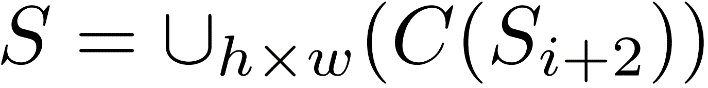 S = ∪_{h×w}(C(S_{i+2}))